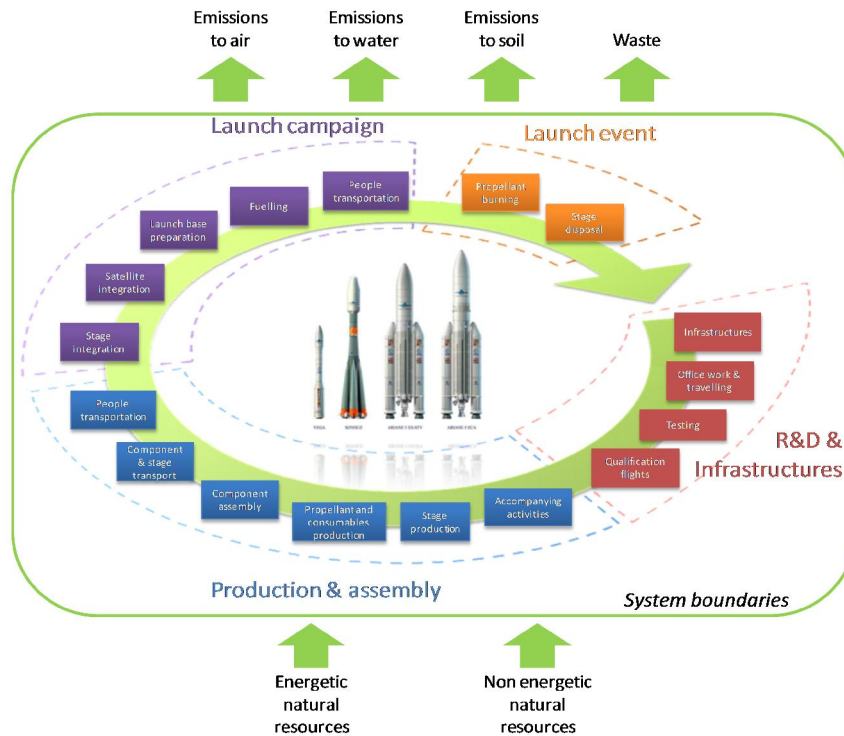 Emissions
to air
Emissions
to water
Emissions
to soil
Waste
Launch campaign
Launch event
People
transportation
Fuelling
Launch base
preparation
Satellite
integration
Stage
integration
Propellant
burning
Stage
disposal
Infrastructures
Office work &
travelling
Testing
Qualification
flights
R&D &
Infrastructures
People
transportation
Component
& stage
transport
Component
assembly
Propellant and
consumables
production
Stage
production
Accompanying
activities
VEGA
SOYOUZ
Production & assembly
System boundaries
Energetic
natural
resources
Non energetic
natural
resources